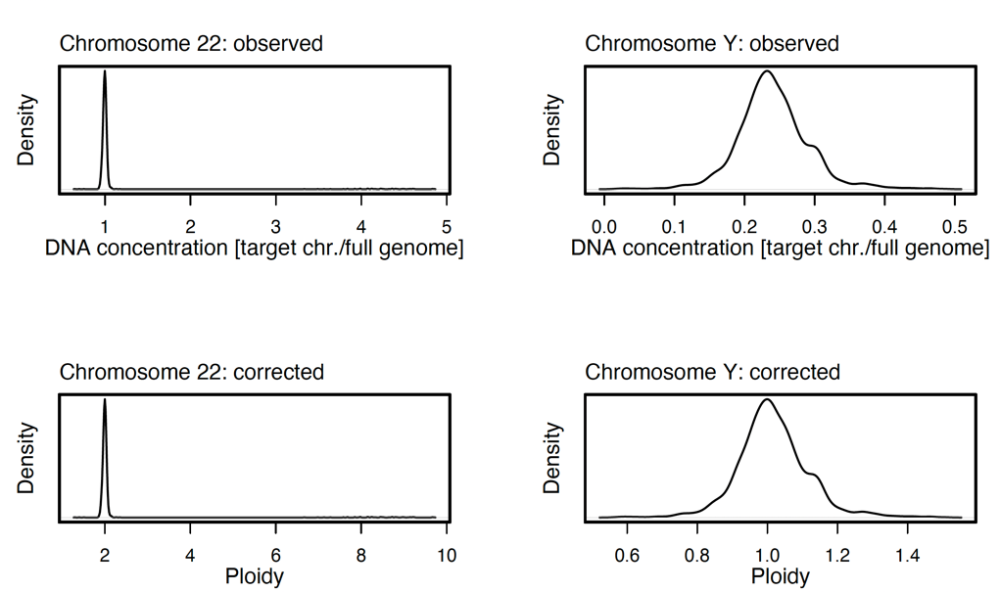 Chromosome 22: observed
Density
1 2 3 4 5
DNA concentration [target chr./full genome]
Chromosome Y: observed
Density
0.0 0.1 0.2 0.3 0.4 0.5
DNA concentration [target chr./full genome]
Chromosome 22: corrected
Density
2 4 6 8 10
Ploidy
Chromosome Y: corrected
Density
0.6 0.8 1.0 1.2 1.4
Ploidy